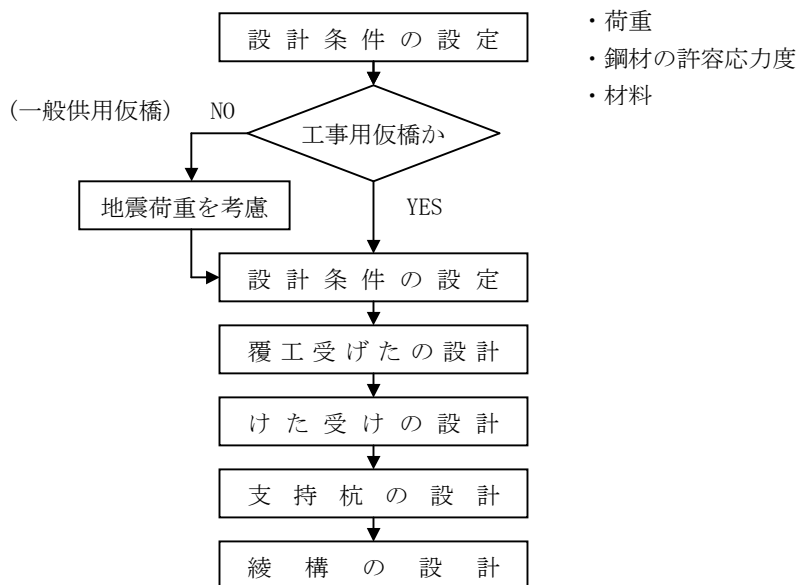 設計条件の設定
・荷重
・鋼材の許容応力度
・材料
(一般供用仮橋) NO
工事用仮橋か
地震荷重を考慮
YES
設計条件の設定
覆工受げたの設計
けた受けの設計
支持杭の設計
綾構の設計